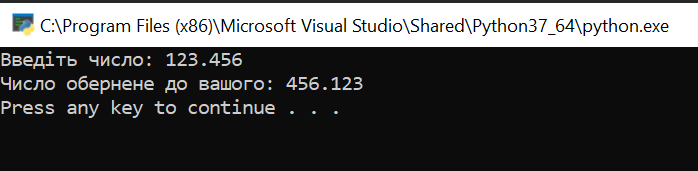 C:\Program Files (x86)\Microsoft Visual Studio\Shared\Python37_64\python.exe
Введіть число: 123.456
Число обернене до вашого: 456.123
Press any key to continue . . .